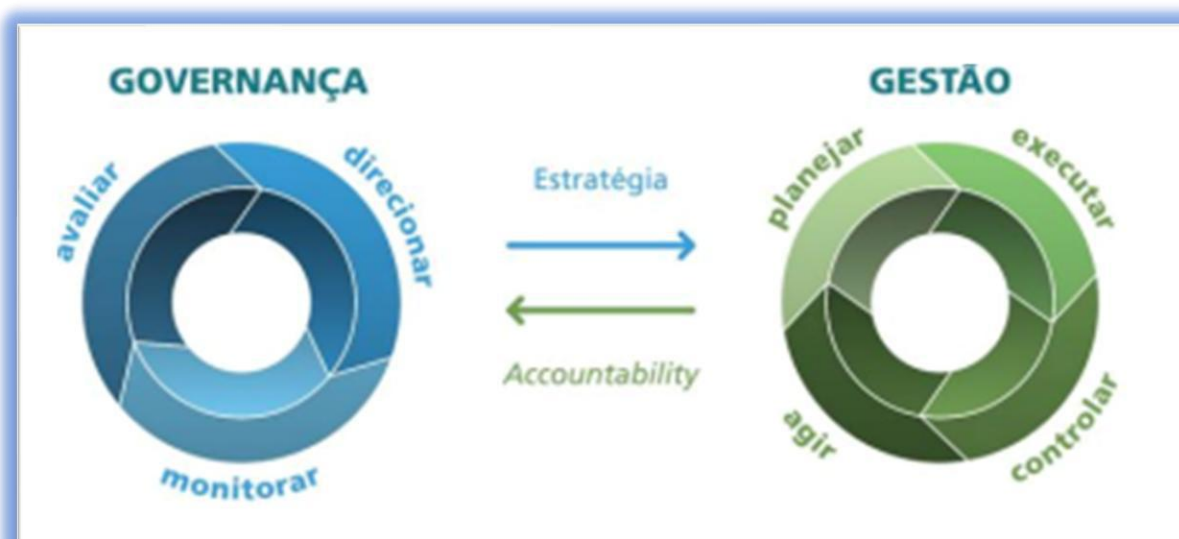 GOVERNANÇA
avaliar
direcionar
monitorar
Estratégia
Accountability
GESTÃO
planejar
executar
controlar
agir